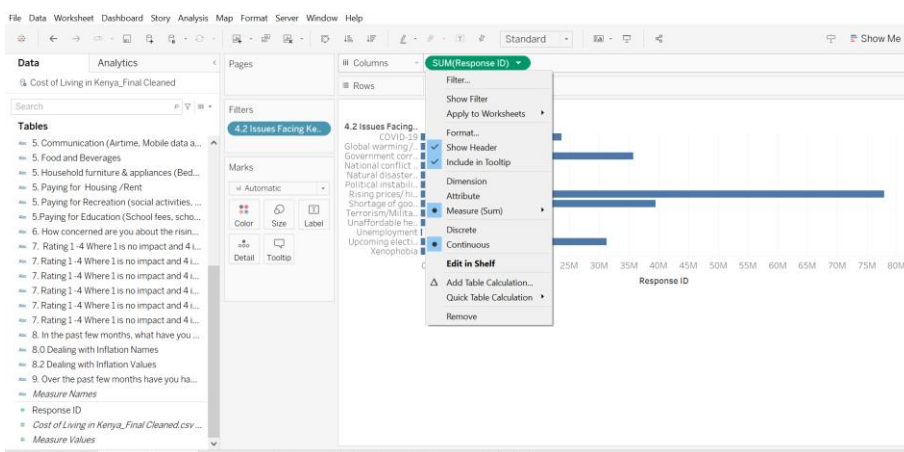 File Data Worksheet Dashboard Story Analysis Map Format Server Window Help
Standard
Show Me
Data Analytics
Cost of Living in Kenya_Final Cleaned
Search
Tables
5. Communication (Airtime, Mobile data a...
5. Food and Beverages
5. Household furniture & appliances (Bed...
5. Paying for Housing /Rent
5. Paying for Recreation (social activities, ...
5.Paying for Education (School fees, scho...
6. How concerned are you about the risin...
7. Rating 1 -4 Where 1 is no impact and 4 i...
7. Rating 1 -4 Where 1 is no impact and 4 i...
7. Rating 1 -4 Where 1 is no impact and 4 i...
7. Rating 1 -4 Where 1 is no impact and 4 i...
7. Rating 1 -4 Where 1 is no impact and 4 i...
8. In the past few months, what have you ...
8.0 Dealing with Inflation Names
8.2 Dealing with Inflation Values
9. Over the past few months have you ha...
Measure Names
Response ID
Cost of Living in Kenya_Final Cleaned.csv ...
Measure Values
Pages
Filters
4.2 Issues Facing Ke..
Marks
Automatic
Color Size Label
Detail Tooltip
Columns
SUM(Response ID)
Rows
4.2 Issues Facing..
COVID-19
Global warming /..
Government corr..
National conflict ..
Natural disaster..
Political instabili..
Rising prices/ hi..
Shortage of goo..
Terrorism/Milita..
Unaffordable he..
Unemployment
Upcoming electi..
Xenophobia
Filter...
Show Filter
Apply to Worksheets
Format...
Show Header
Include in Tooltip
Dimension
Attribute
Measure (Sum)
Discrete
Continuous
Edit in Shelf
Add Table Calculation...
Quick Table Calculation
Remove
25M 30M 35M 40M 45M 50M 55M 60M 65M 70M 75M 80M
Response ID